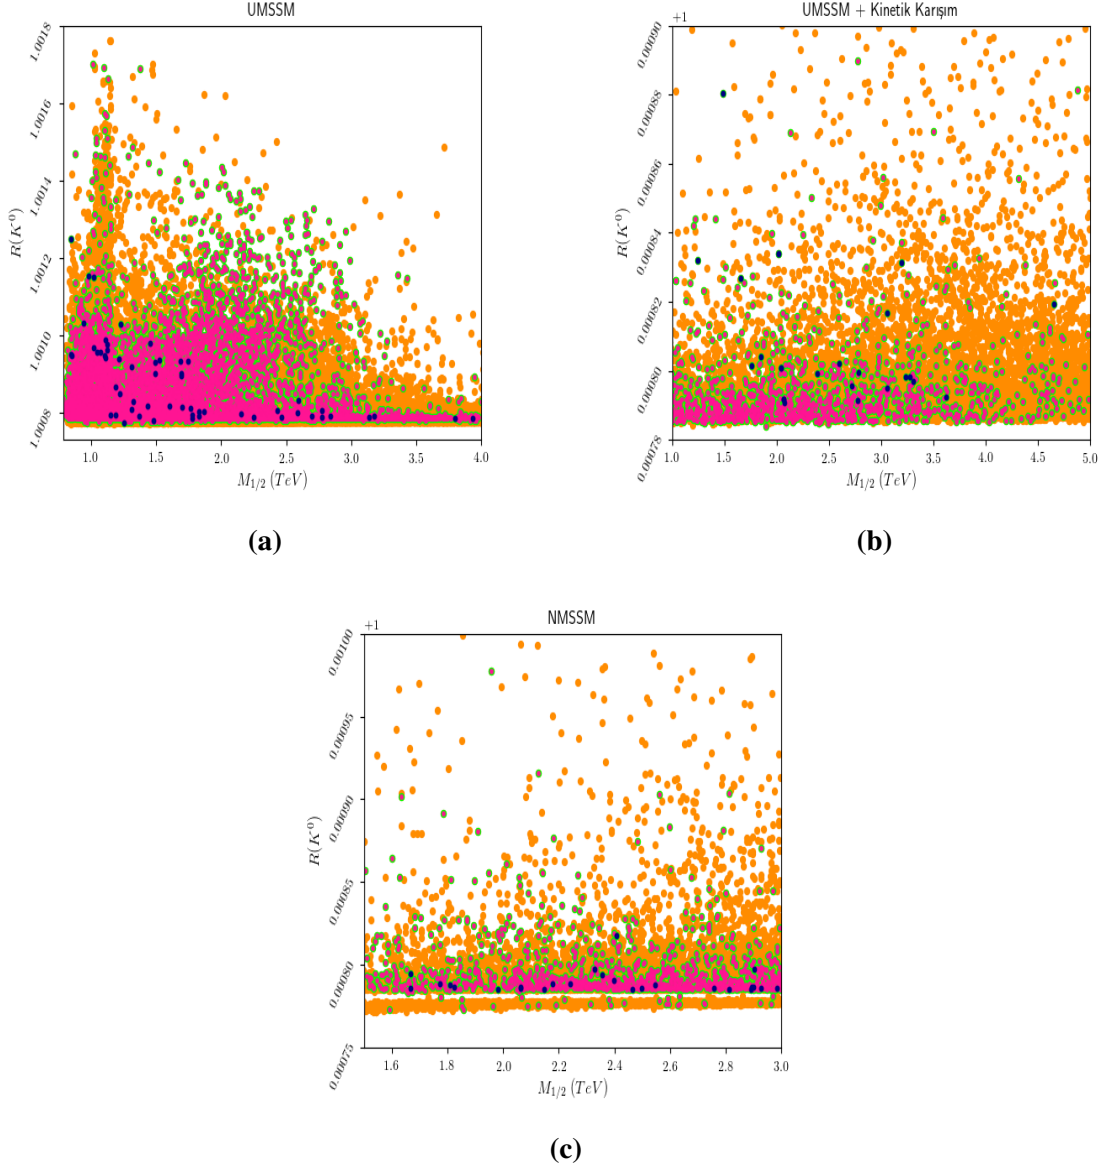 UMSSM
1.0018
1.0016
1.0014
1.0012
1.0010
1.0008
R(K⁰)
1.0 1.5 2.0 2.5 3.0 3.5 4.0
M₁/₂ (TeV)
(a)
UMSSM + Kinetik Karışım
+1
0.00090
0.00088
0.00086
0.00084
0.00082
0.00080
0.00078
R(K⁰)
1.0 1.5 2.0 2.5 3.0 3.5 4.0 4.5 5.0
M₁/₂ (TeV)
(b)
NMSSM
+1
0.00100
0.00095
0.00090
0.00085
0.00080
0.00075
R(K⁰)
1.6 1.8 2.0 2.2 2.4 2.6 2.8 3.0
M₁/₂ (TeV)
(c)